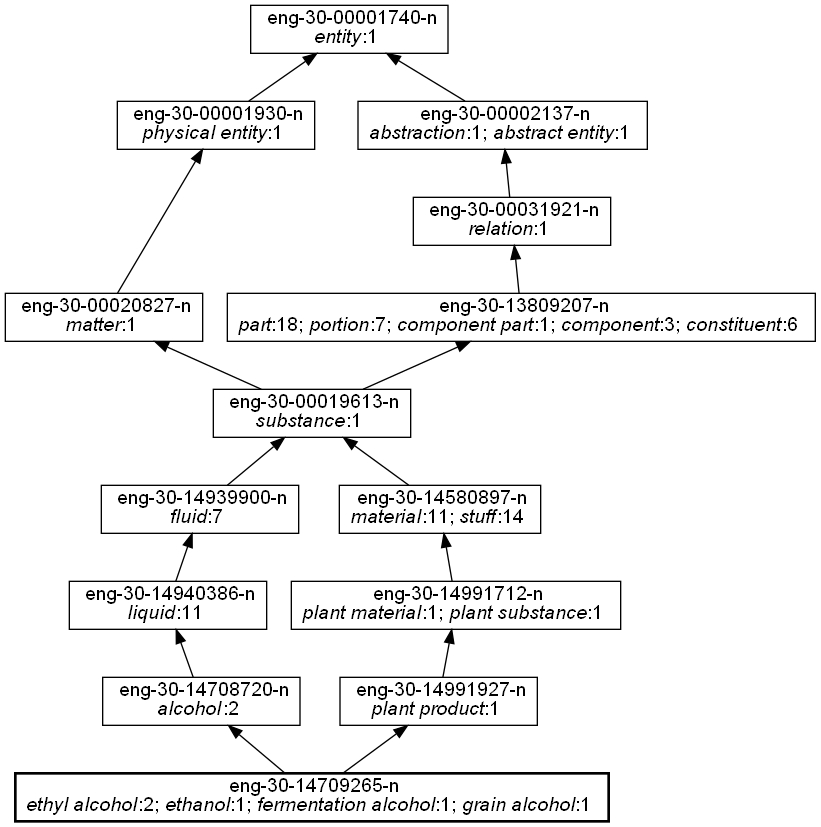 eng-30-00001740-n
entity:1
eng-30-00001930-n
physical entity:1
eng-30-00002137-n
abstraction:1; abstract entity:1
eng-30-00031921-n
relation:1
eng-30-00020827-n
matter:1
eng-30-13809207-n
part:18; portion:7; component part:1; component:3; constituent:6
eng-30-00019613-n
substance:1
eng-30-14939900-n
fluid:7
eng-30-14580897-n
material:11; stuff:14
eng-30-14940386-n
liquid:11
eng-30-14991712-n
plant material:1; plant substance:1
eng-30-14708720-n
alcohol:2
eng-30-14991927-n
plant product:1
eng-30-14709265-n
ethyl alcohol:2; ethanol:1; fermentation alcohol:1; grain alcohol:1